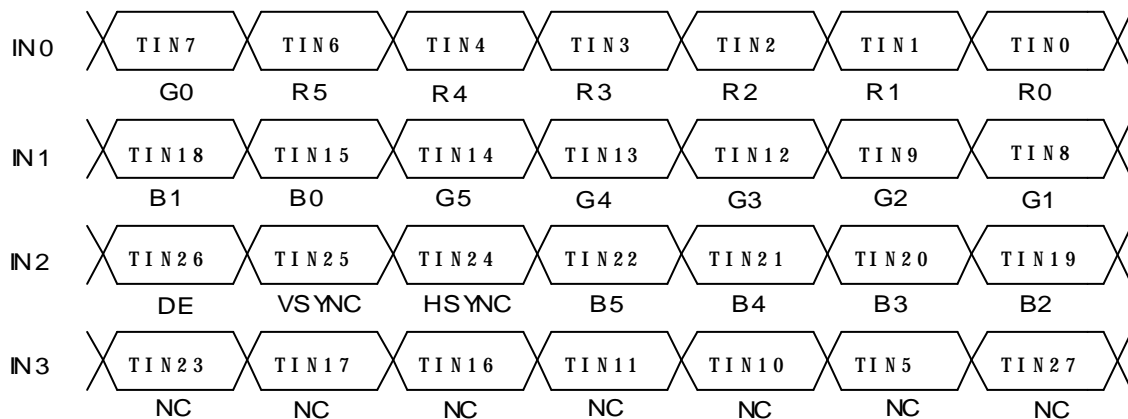 IN0 TIN7 TIN6 TIN4 TIN3 TIN2 TIN1 TIN0
G0 R5 R4 R3 R2 R1 R0
IN1 TIN18 TIN15 TIN14 TIN13 TIN12 TIN9 TIN8
B1 B0 G5 G4 G3 G2 G1
IN2 TIN26 TIN25 TIN24 TIN22 TIN21 TIN20 TIN19
DE VSYNC HSYNC B5 B4 B3 B2
IN3 TIN23 TIN17 TIN16 TIN11 TIN10 TIN5 TIN27
NC NC NC NC NC NC NC